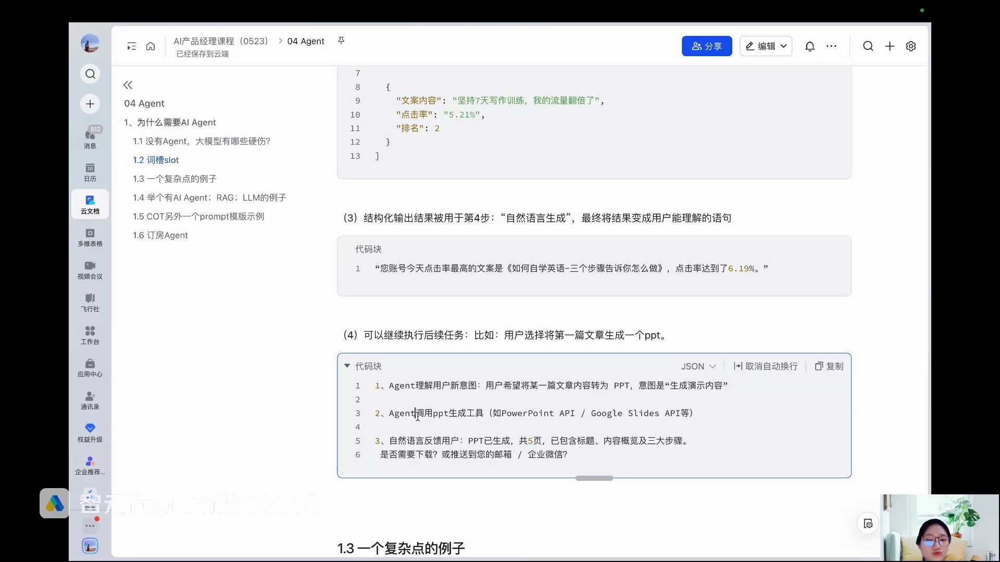 AI产品经理课程（0523） > 04 Agent
已经保存到云端
分享
编辑
512
消息
30
日历
云文档
多维表格
视频会议
飞行社
工作台
应用中心
通讯录
权益升级
企业推荐...
04 Agent
1、为什么需要AI Agent
1.1 没有Agent，大模型有哪些硬伤？
1.2 词槽slot
1.3 一个复杂点的例子
1.4 举个有AI Agent；RAG；LLM的例子
1.5 COT另外一个prompt模版示例
1.6 订房Agent
7
8 {
9 "文案内容": "坚持7天写作训练，我的流量翻倍了",
10 "点击率": "5.21%",
11 "排名": 2
12 }
13 ]
（3）结构化输出结果被用于第4步：“自然语言生成”，最终将结果变成用户能理解的语句
代码块
1 “您账号今天点击率最高的文案是《如何自学英语-三个步骤告诉你怎么做》，点击率达到了6.19%。”
（4）可以继续执行后续任务：比如：用户选择将第一篇文章生成一个ppt。
代码块
JSON
取消自动换行
复制
1 1、Agent理解用户新意图：用户希望将某一篇文章内容转为 PPT，意图是“生成演示内容”
2
3 2、Agent调用ppt生成工具（如PowerPoint API / Google Slides API等）
4
5 3、自然语言反馈用户：PPT已生成，共5页，已包含标题、内容概览及三大步骤。
6 是否需要下载？或推送到您的邮箱 / 企业微信？
1.3 一个复杂点的例子